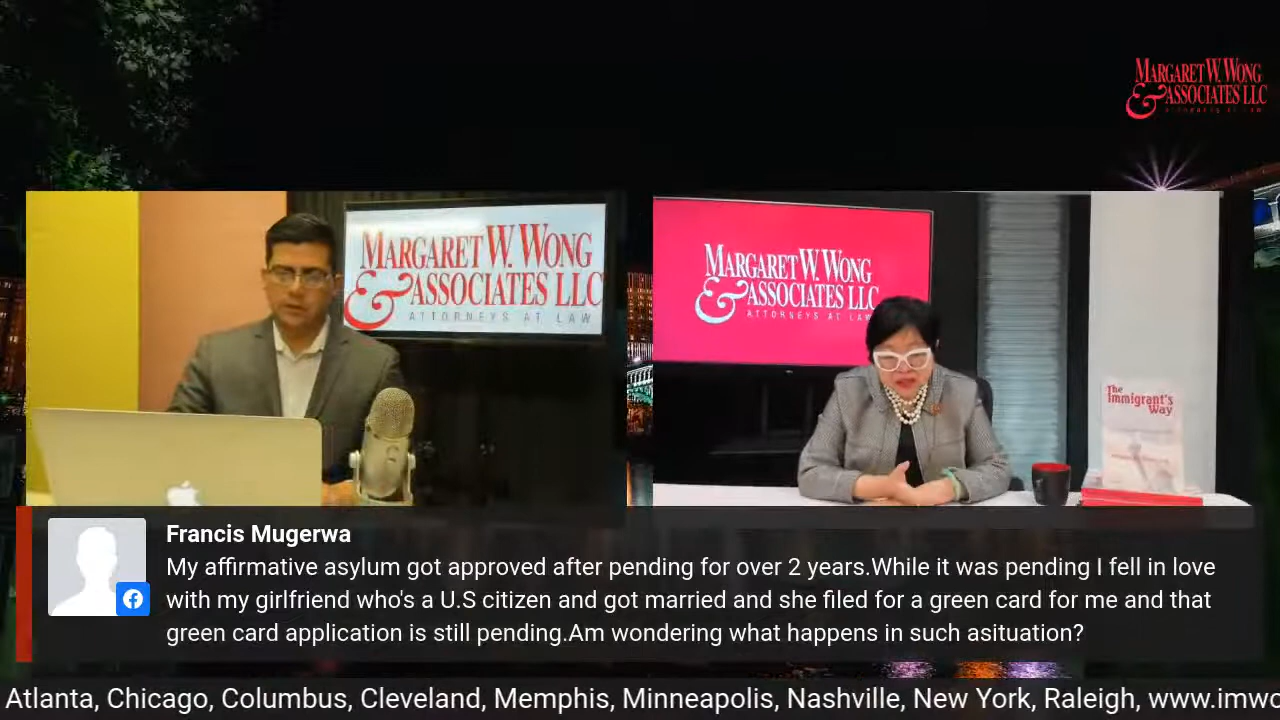 MARGARET W. WONG
& ASSOCIATES LLC
ATTORNEYS AT LAW
MARGARET W. WONG
& ASSOCIATES LLC
ATTORNEYS AT LAW
MARGARET W. WONG
& ASSOCIATES LLC
ATTORNEYS AT LAW
The
Immigrant's
Way
Francis Mugerwa
My affirmative asylum got approved after pending for over 2 years.While it was pending I fell in love
with my girlfriend who's a U.S citizen and got married and she filed for a green card for me and that
green card application is still pending.Am wondering what happens in such asituation?
Atlanta, Chicago, Columbus, Cleveland, Memphis, Minneapolis, Nashville, New York, Raleigh, www.imwo